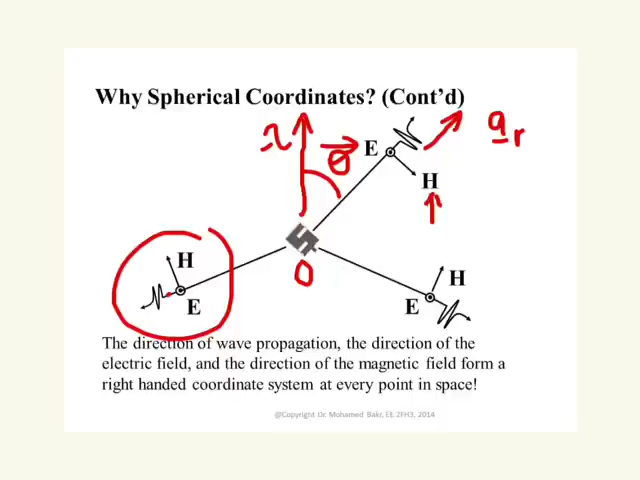 Why Spherical Coordinates? (Cont'd)
z
θ
E
a r
H
H
E
O
H
E
The direction of wave propagation, the direction of the
electric field, and the direction of the magnetic field form a
right handed coordinate system at every point in space!
@Copyright Dr. Mohamed Bakr, EE 2FH3, 2014